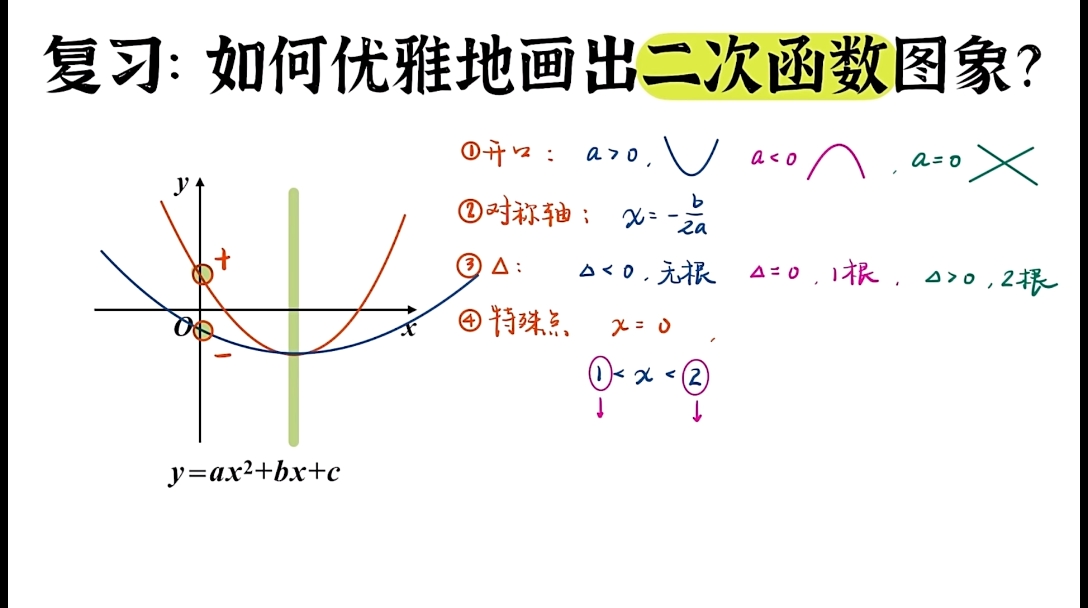 复习：如何优雅地画出二次函数图象？
①开口： a>0, a<0 , a=0
②对称轴： x=-b/2a
③Δ： Δ<0,无根 Δ=0,1根, Δ>0,2根
④特殊点 x=0,
1<x<2
y
+
O
x
-
y=ax²+bx+c